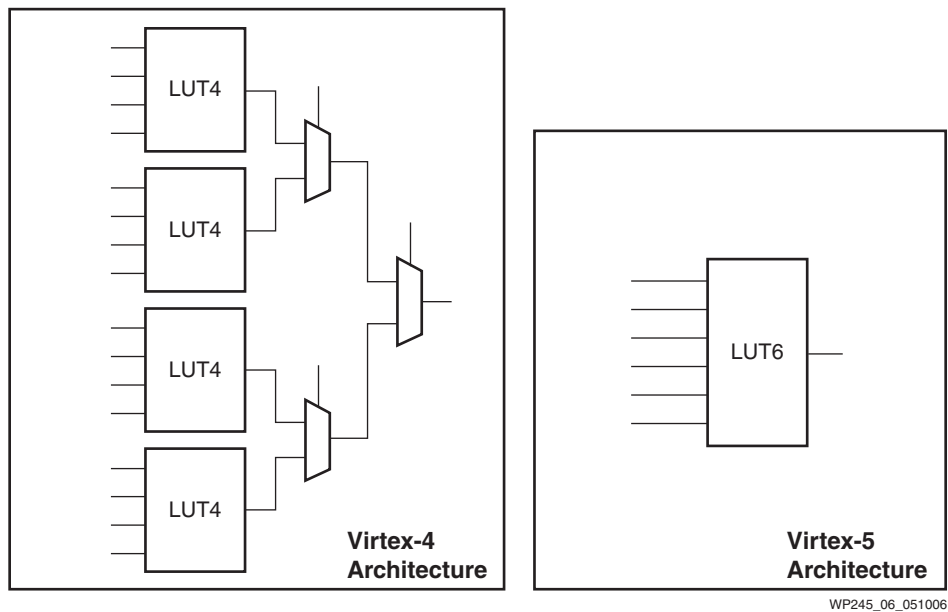 LUT4
LUT4
LUT4
LUT4
Virtex-4
Architecture
LUT6
Virtex-5
Architecture
WP245_06_051006